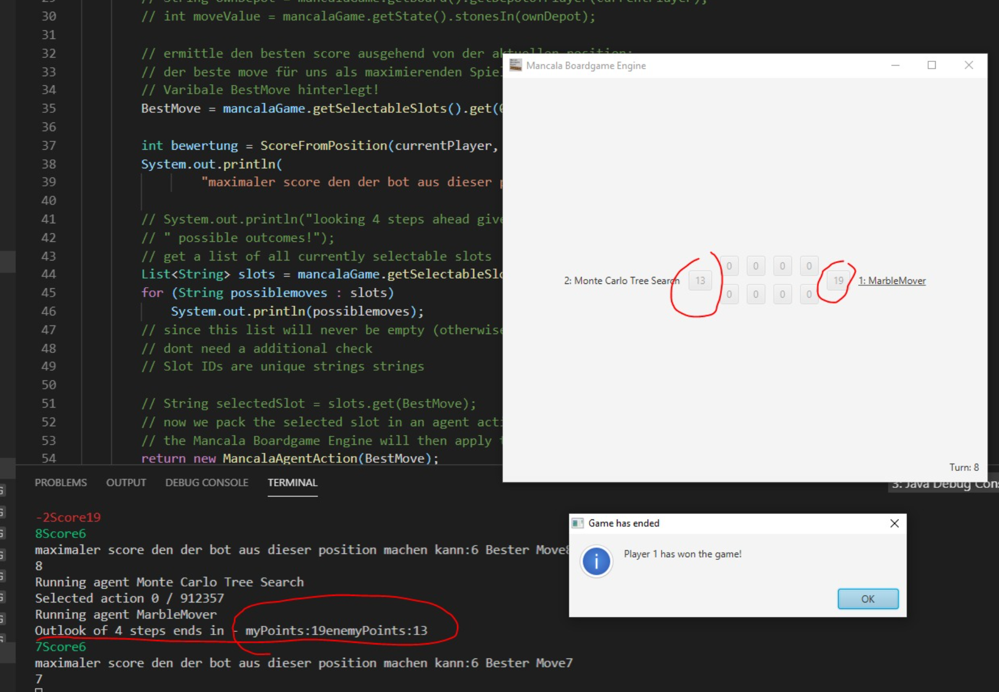 29 // String ownDepot = mancalaGame.getBoard().getDepotOfPlayer(currentPlayer);
30 // int moveValue = mancalaGame.getState().stonesIn(ownDepot);
31
32 // ermittle den besten score ausgehend von der aktuellen position;
33 // der beste move für uns als maximierenden Spiel
34 // Varibale BestMove hinterlegt!
35 BestMove = mancalaGame.getSelectableSlots().get(0
36
37 int bewertung = ScoreFromPosition(currentPlayer,
38 System.out.println(
39 "maximaler score den der bot aus dieser p
40
41 // System.out.println("looking 4 steps ahead give
42 // " possible outcomes!");
43 // get a list of all currently selectable slots
44 List<String> slots = mancalaGame.getSelectableSlo
45 for (String possiblemoves : slots)
46 System.out.println(possiblemoves);
47 // since this list will never be empty (otherwise
48 // dont need a additional check
49 // Slot IDs are unique strings strings
50
51 // String selectedSlot = slots.get(BestMove);
52 // now we pack the selected slot in an agent acti
53 // the Mancala Boardgame Engine will then apply t
54 return new MancalaAgentAction(BestMove);
Mancala Boardgame Engine
0 0 0 0
2: Monte Carlo Tree Search 13 19 1: MarbleMover
0 0 0 0
Turn: 8
PROBLEMS OUTPUT DEBUG CONSOLE TERMINAL
3: Java Debug Cons
-2Score19
8Score6
maximaler score den der bot aus dieser position machen kann:6 Bester Move8
8
Running agent Monte Carlo Tree Search
Selected action 0 / 912357
Running agent MarbleMover
Outlook of 4 steps ends in - myPoints:19enemyPoints:13
7Score6
maximaler score den der bot aus dieser position machen kann:6 Bester Move7
7
Game has ended
Player 1 has won the game!
OK